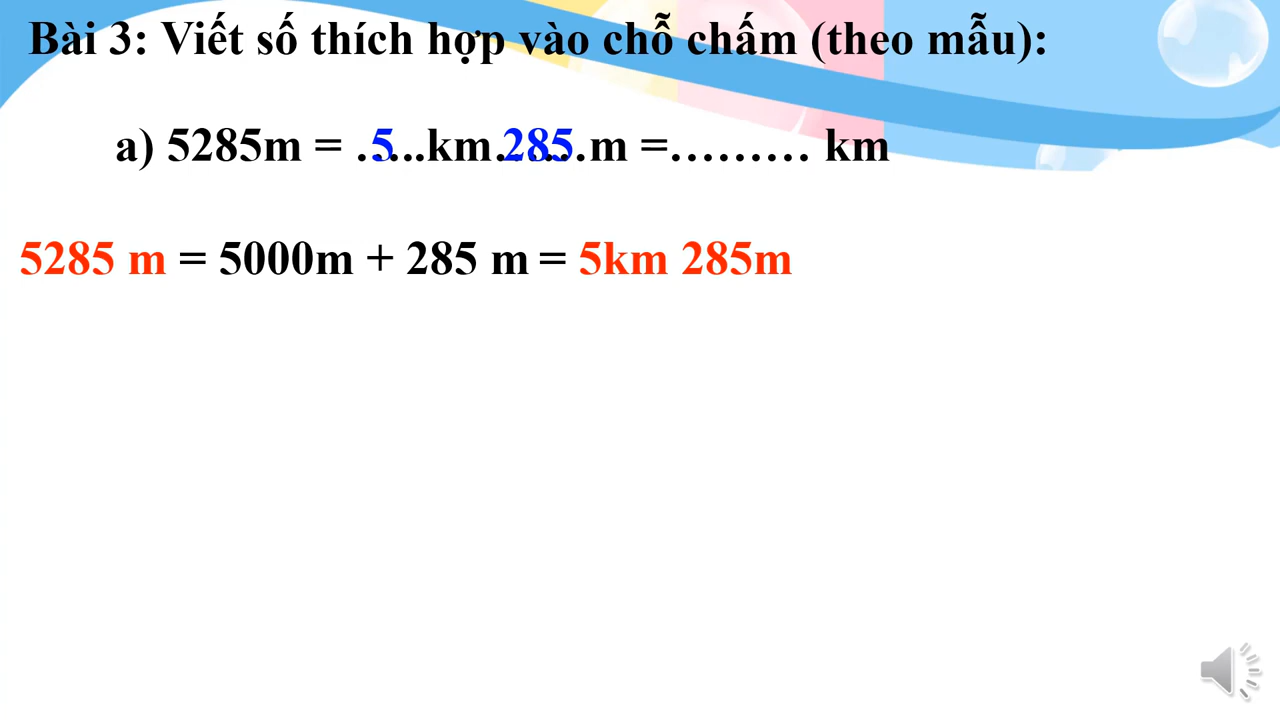 Bài 3: Viết số thích hợp vào chỗ chấm (theo mẫu):
a) 5285m = .5...km.285...m =……… km
5285 m = 5000m + 285 m = 5km 285m